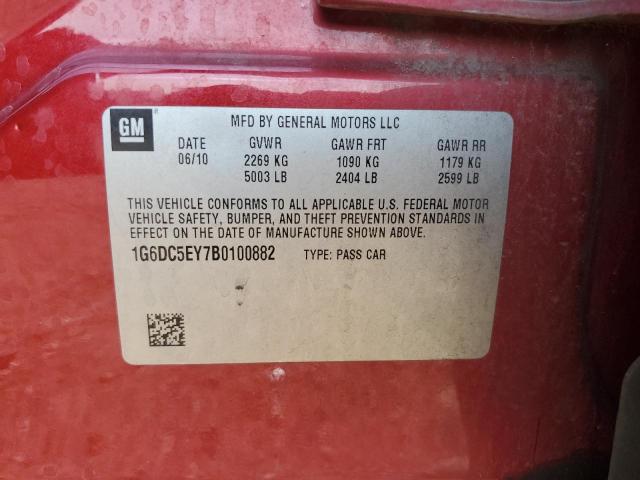 GM ®
MFD BY GENERAL MOTORS LLC
DATE GVWR GAWR FRT GAWR RR
06/10 2269 KG 1090 KG 1179 KG
5003 LB 2404 LB 2599 LB
THIS VEHICLE CONFORMS TO ALL APPLICABLE U.S. FEDERAL MOTOR
VEHICLE SAFETY, BUMPER, AND THEFT PREVENTION STANDARDS IN
EFFECT ON THE DATE OF MANUFACTURE SHOWN ABOVE.
1G6DC5EY7B0100882 TYPE: PASS CAR